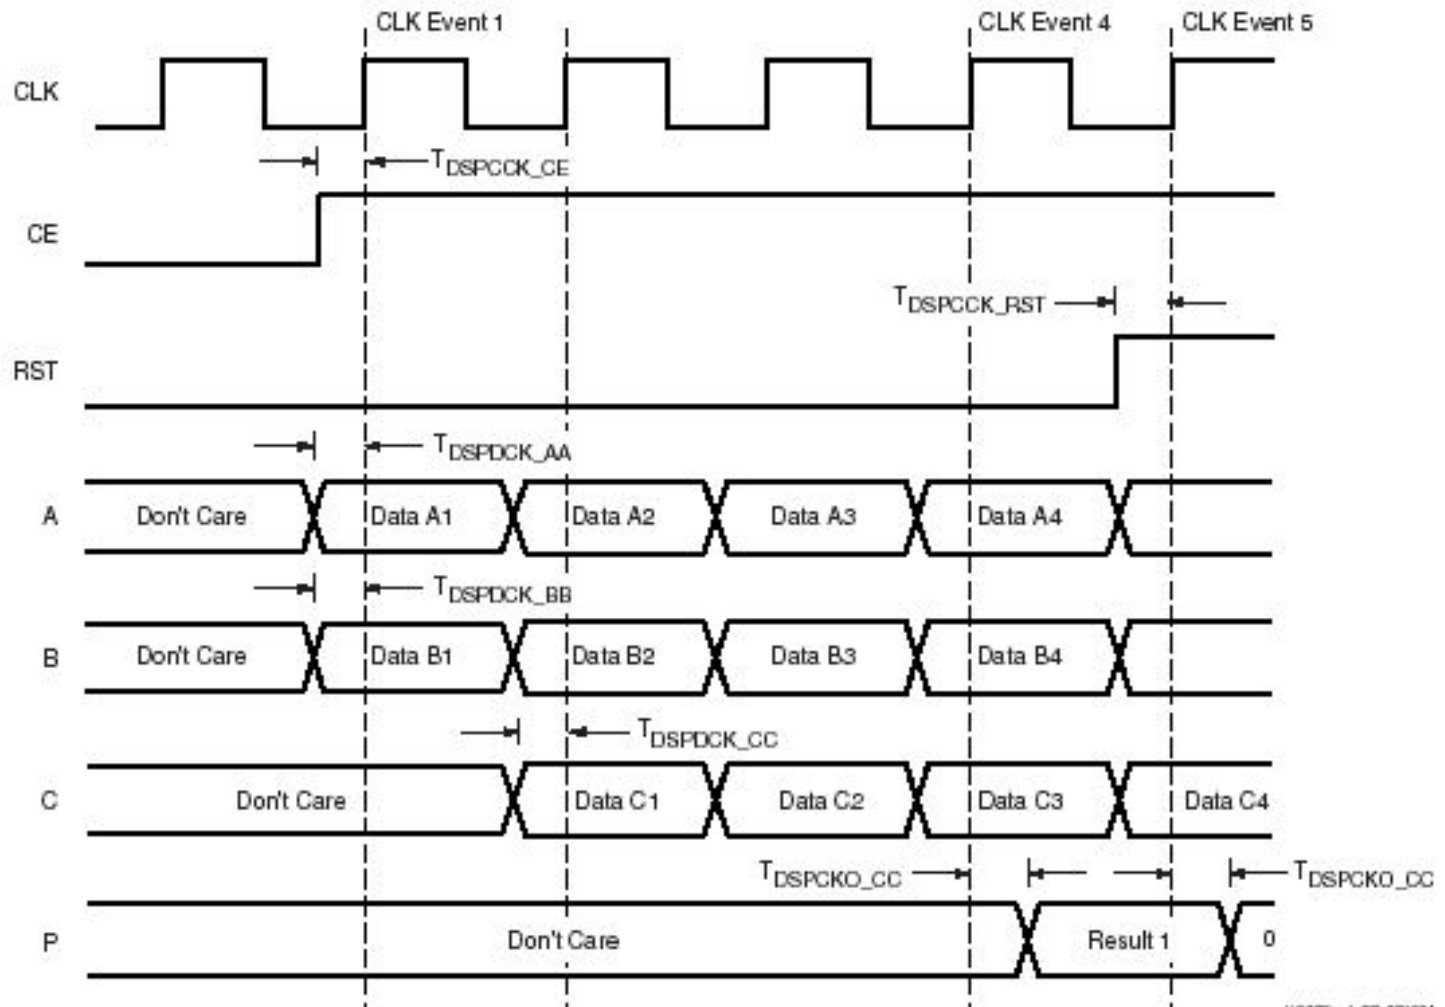 CLK Event 1
CLK Event 4
CLK Event 5
CLK
TDSPCCK_CE
CE
TDSPCCK_RST
RST
TDSPDCK_AA
A
Don't Care
Data A1
Data A2
Data A3
Data A4
TDSPDCK_BB
B
Don't Care
Data B1
Data B2
Data B3
Data B4
TDSPDCK_CC
C
Don't Care
Data C1
Data C2
Data C3
Data C4
TDSPCKO_CC
TDSPCKO_CC
P
Don't Care
Result 1
0